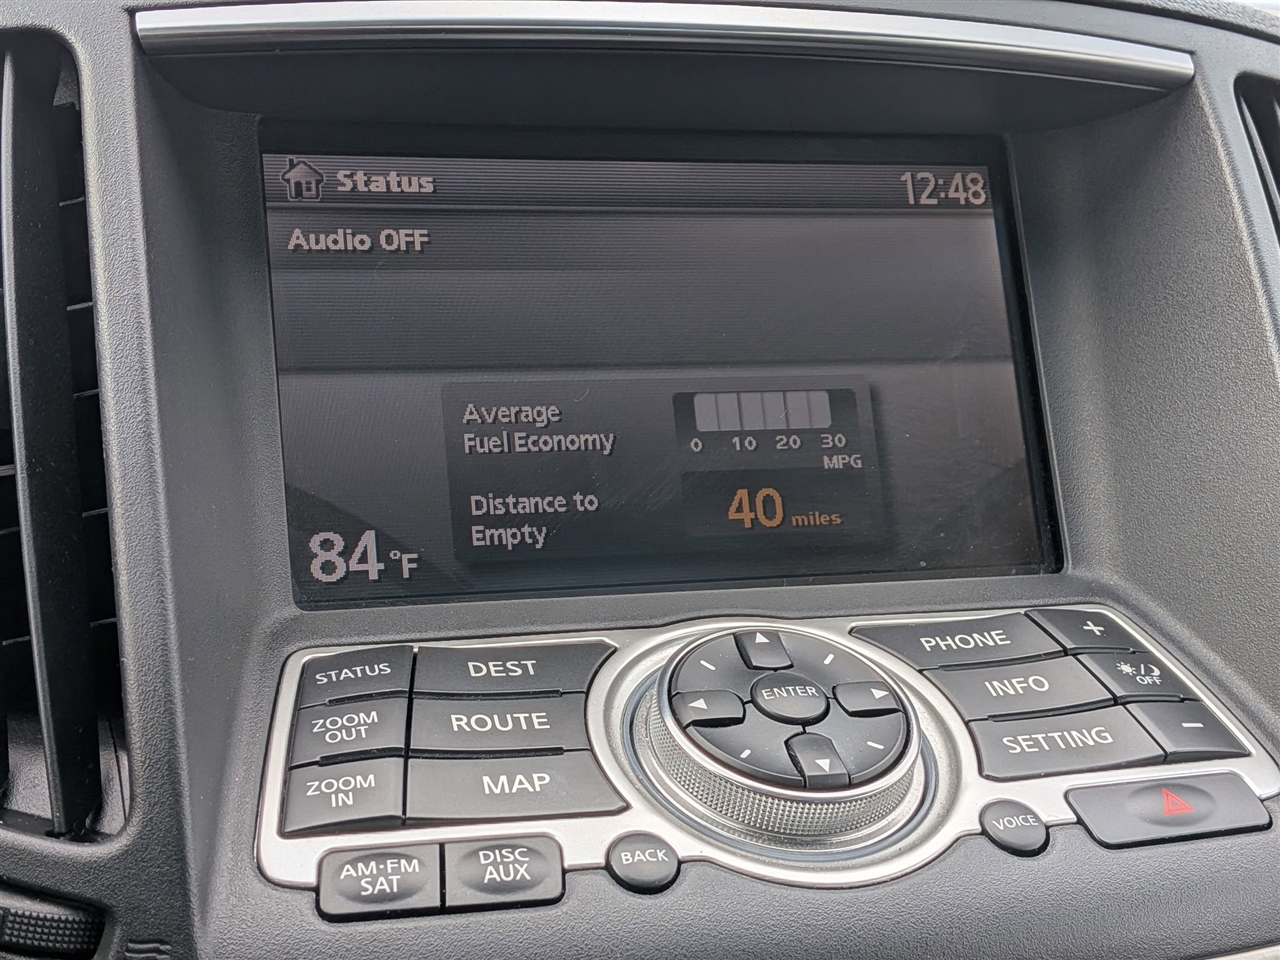 Status 12:48
Audio OFF
Average
Fuel Economy
0 10 20 30
MPG
Distance to
Empty
40 miles
84°F
STATUS
DEST
ZOOM
OUT
ROUTE
ZOOM
IN
MAP
AM·FM
SAT
DISC
AUX
BACK
ENTER
PHONE
+
INFO
OFF
SETTING
−
VOICE